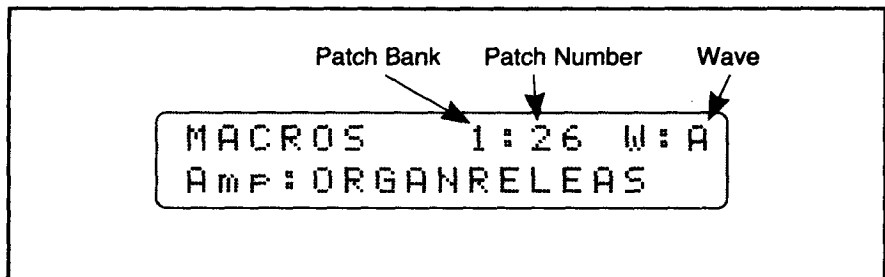 Patch Bank Patch Number Wave
MACROS 1:26 W:A
Amp:ORGANRELEAS